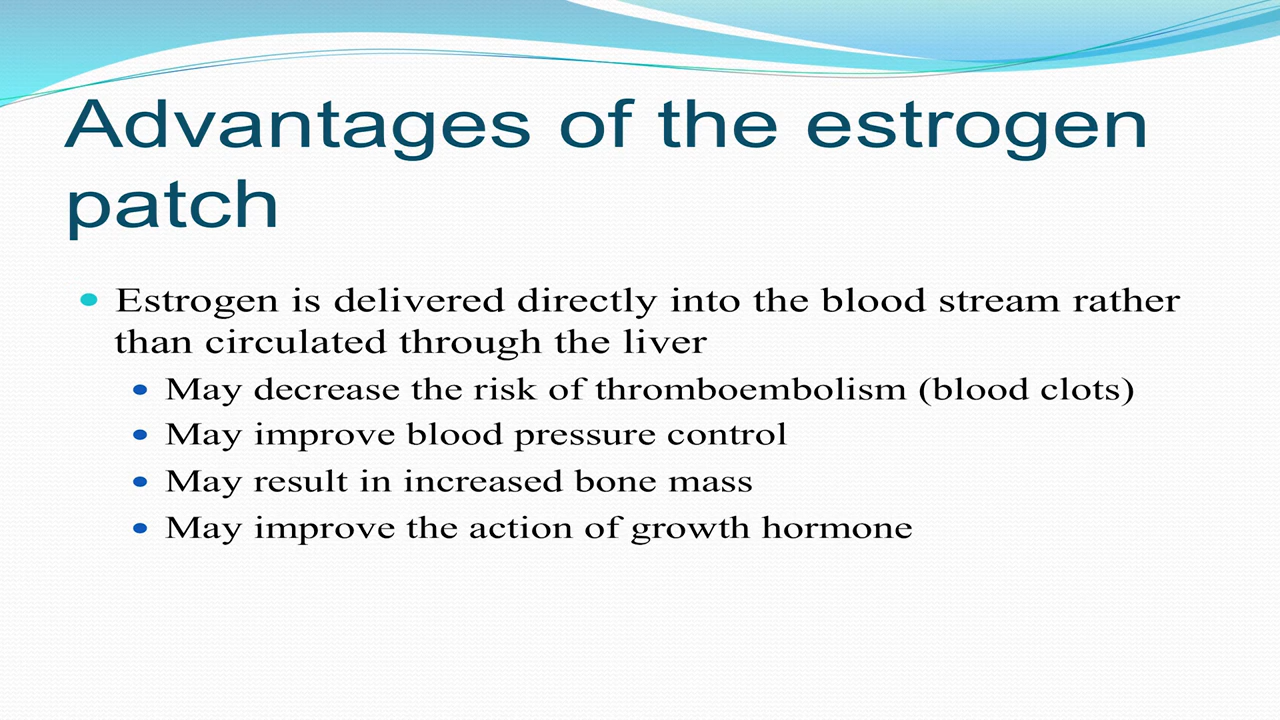 Advantages of the estrogen
patch
• Estrogen is delivered directly into the blood stream rather
than circulated through the liver
• May decrease the risk of thromboembolism (blood clots)
• May improve blood pressure control
• May result in increased bone mass
• May improve the action of growth hormone